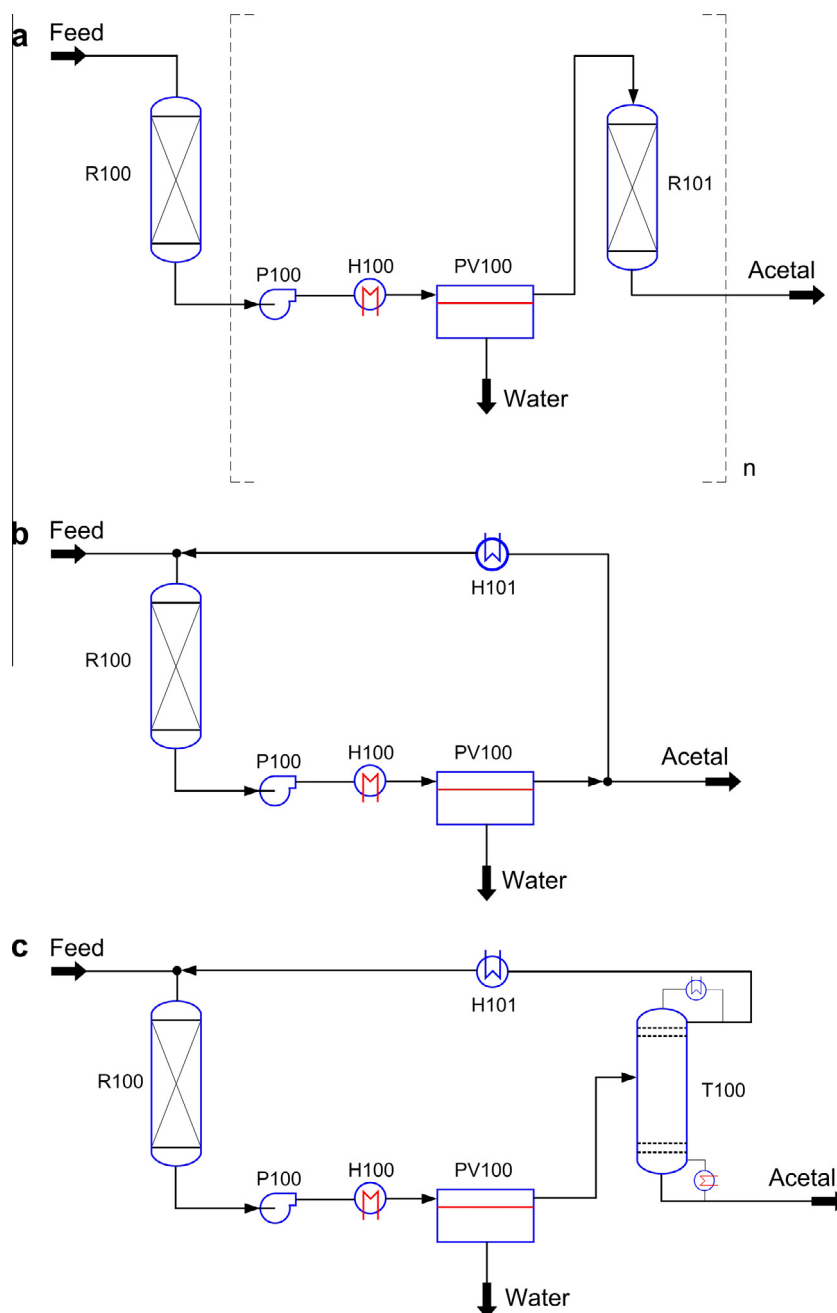 a
Feed
R100
P100
H100
PV100
R101
Acetal
Water
n
b
Feed
H101
R100
P100
H100
PV100
Acetal
Water
c
Feed
H101
R100
T100
P100
H100
PV100
Acetal
Water